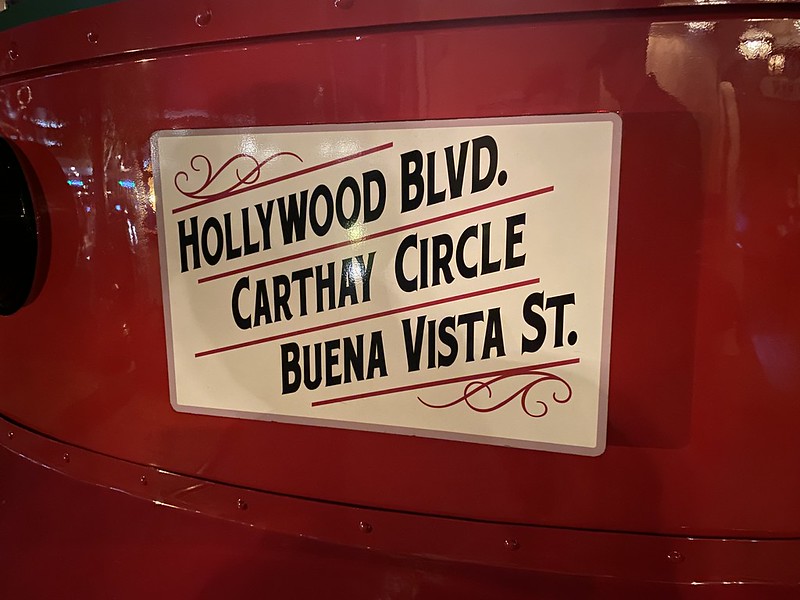 Hollywood Blvd.
Carthay Circle
Buena Vista St.